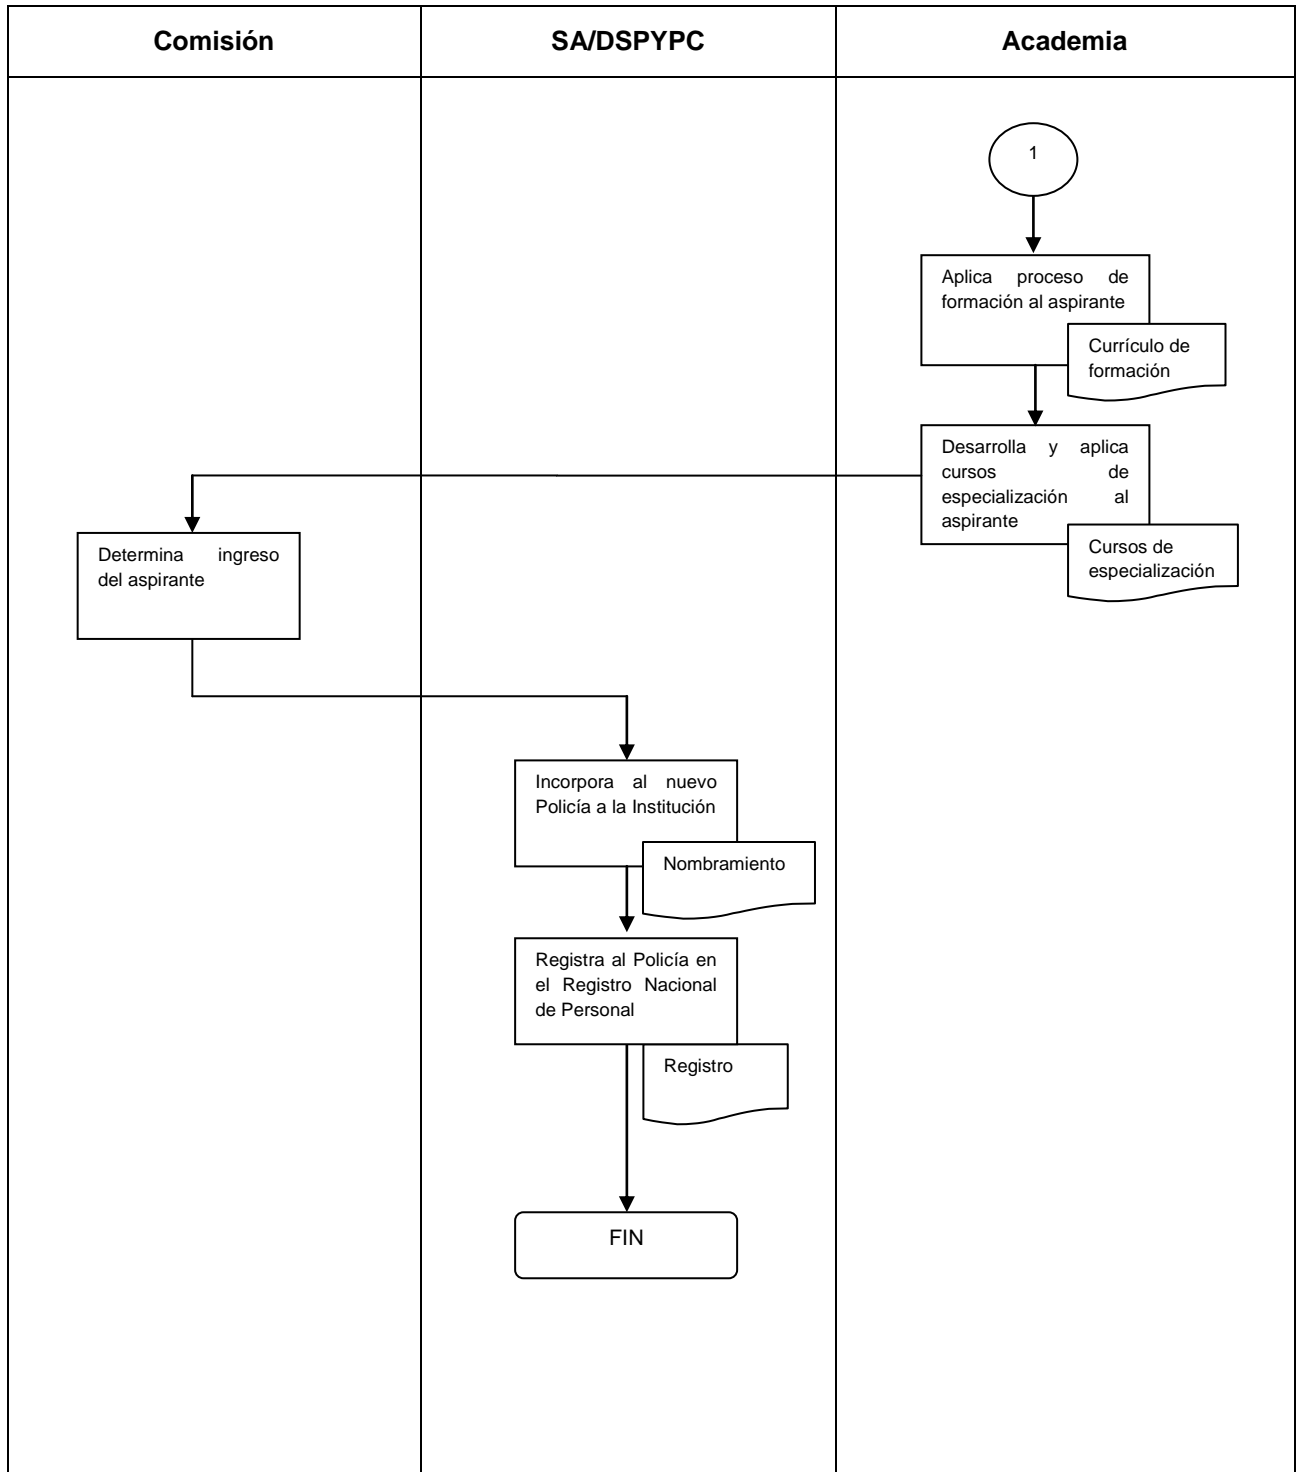 Comisión
SA/DSPYPC
Academia
1
Aplica proceso de
formación al aspirante
Currículo de
formación
Desarrolla y aplica
cursos de
especialización al
aspirante
Cursos de
especialización
Determina ingreso
del aspirante
Incorpora al nuevo
Policía a la Institución
Nombramiento
Registra al Policía en
el Registro Nacional
de Personal
Registro
FIN